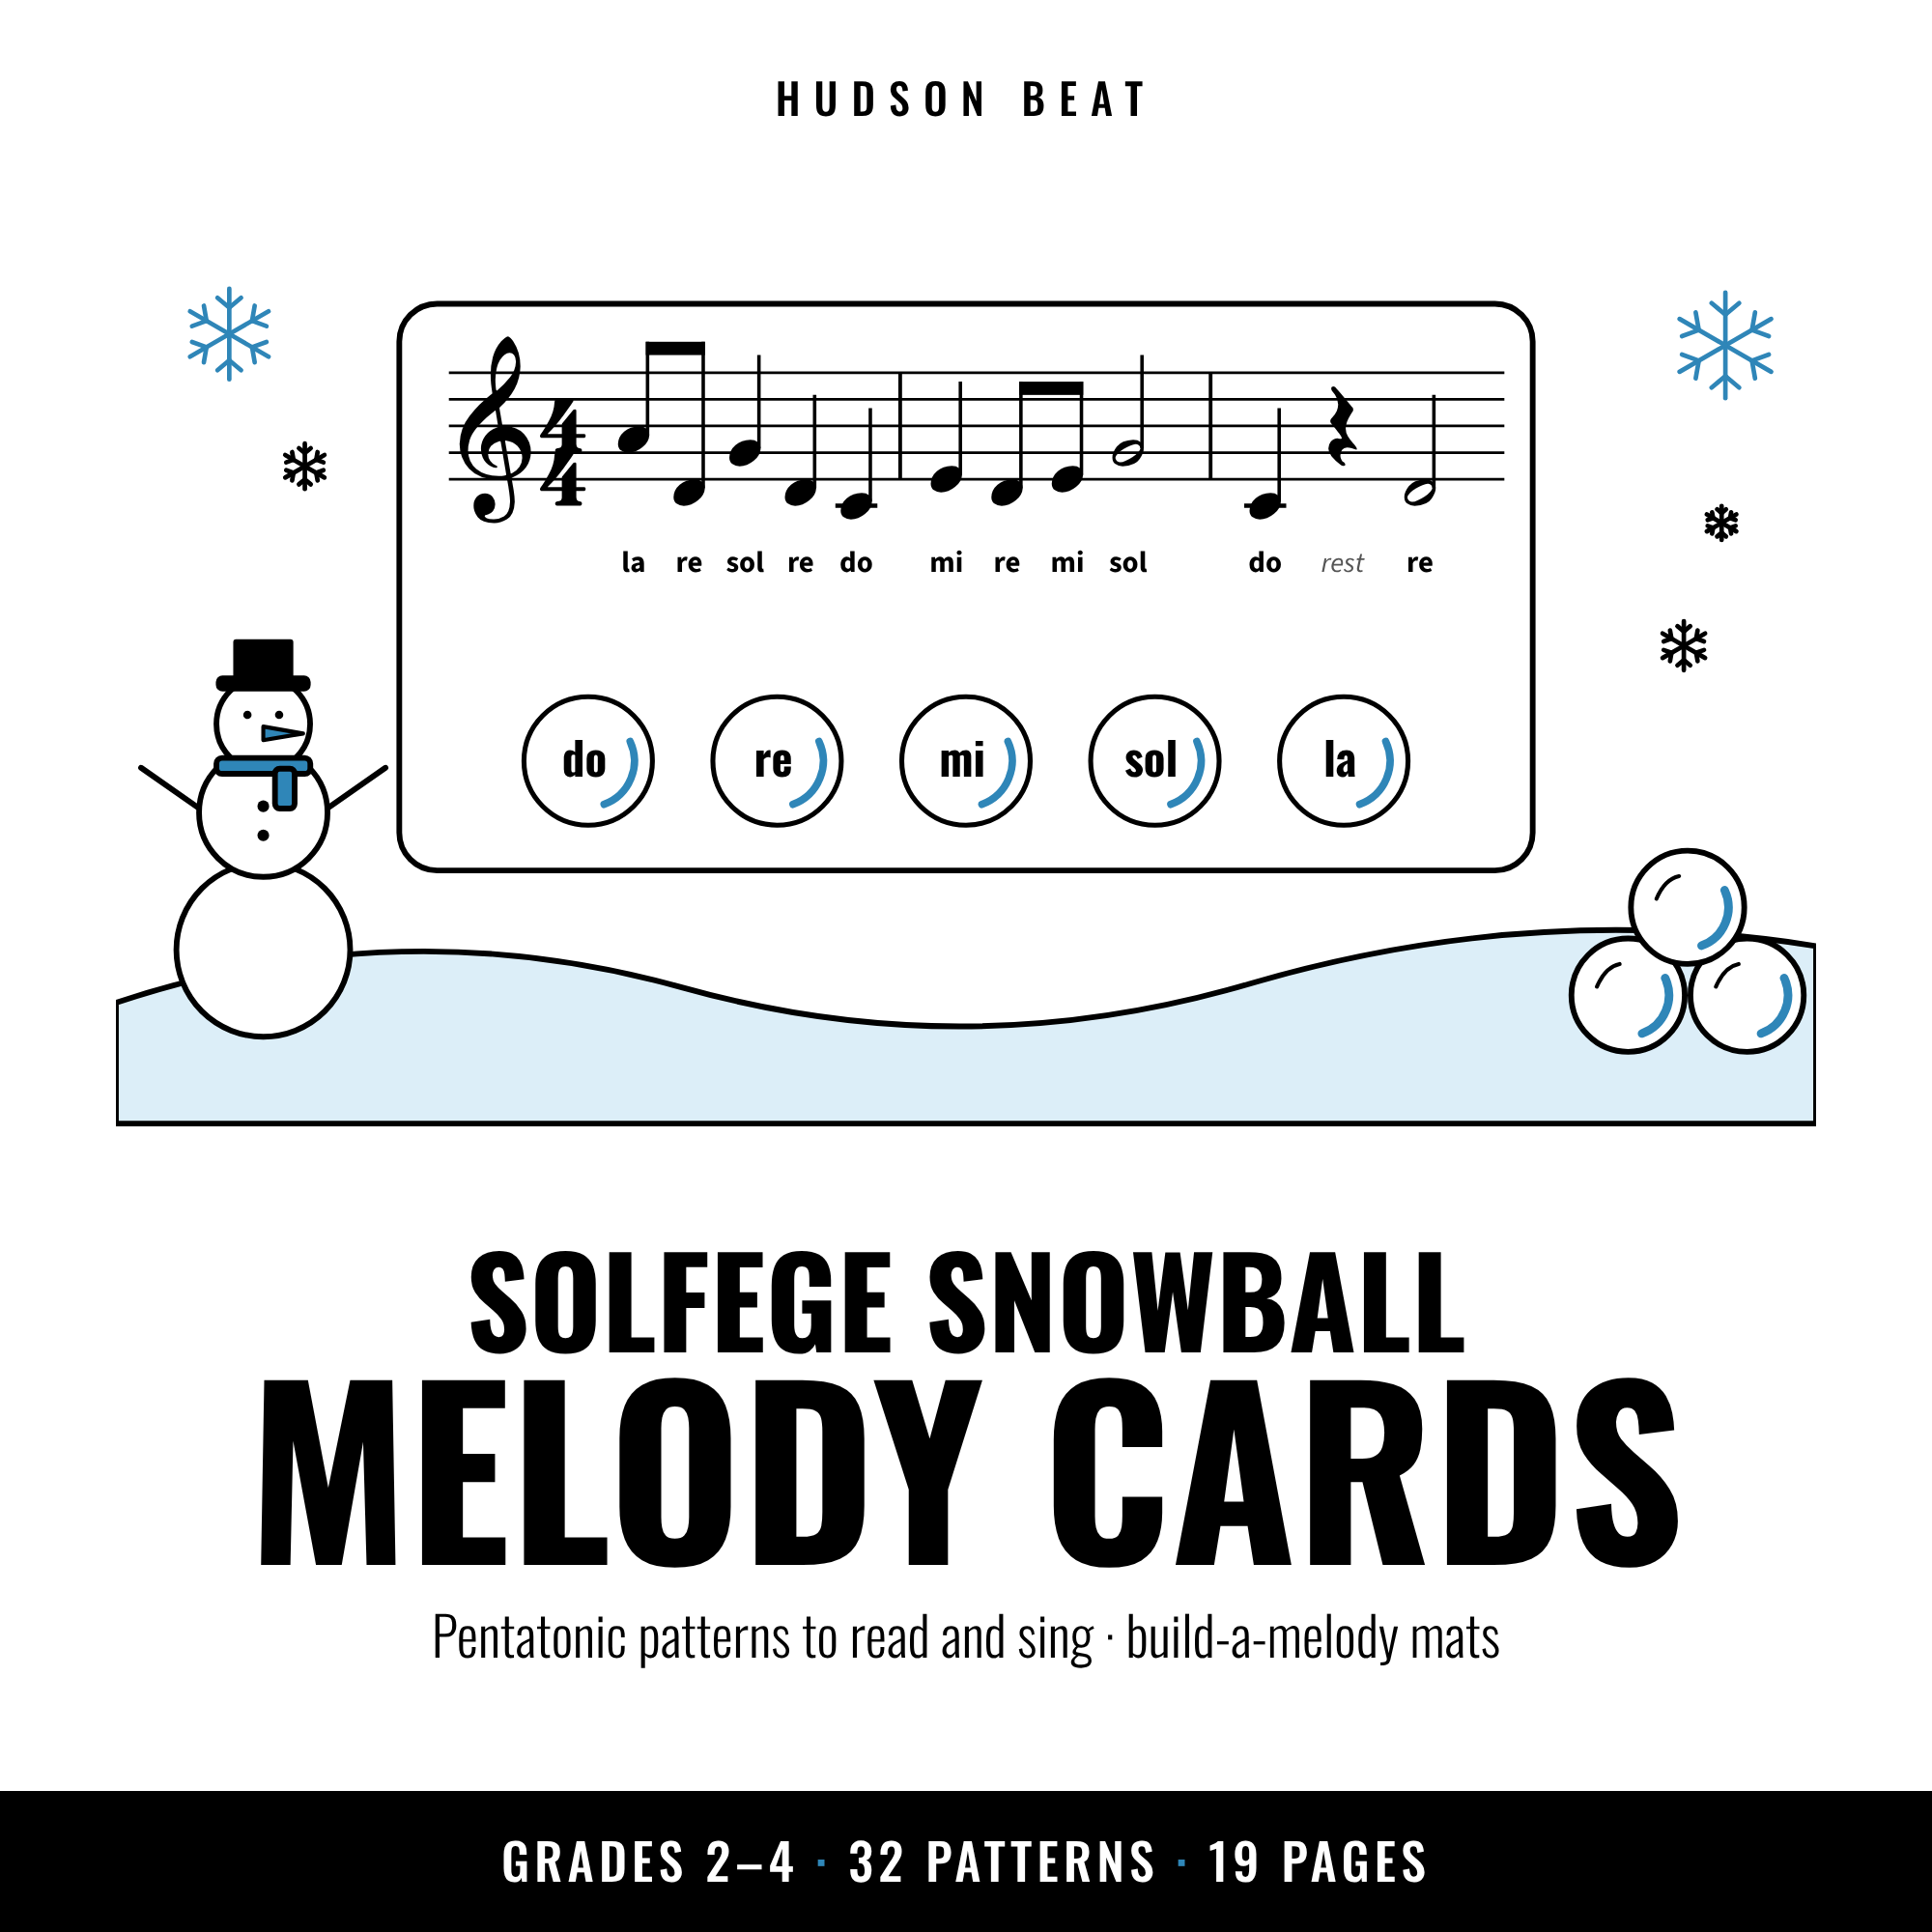 HUDSON BEAT
4
4
la re sol re do mi re mi sol do rest re
do re mi sol la
SOLFEGE SNOWBALL
MELODY CARDS
Pentatonic patterns to read and sing · build-a-melody mats
GRADES 2–4 · 32 PATTERNS · 19 PAGES